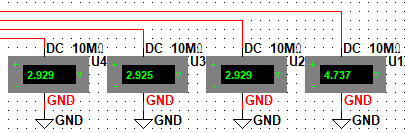 DC 10MΩ DC 10MΩ DC 10MΩ DC 10MΩ
U4 U3 U2 U1
+ 2.929 V + 2.925 V + 2.929 V + 4.737 V
- - - -
GND GND GND GND
GND GND GND GND